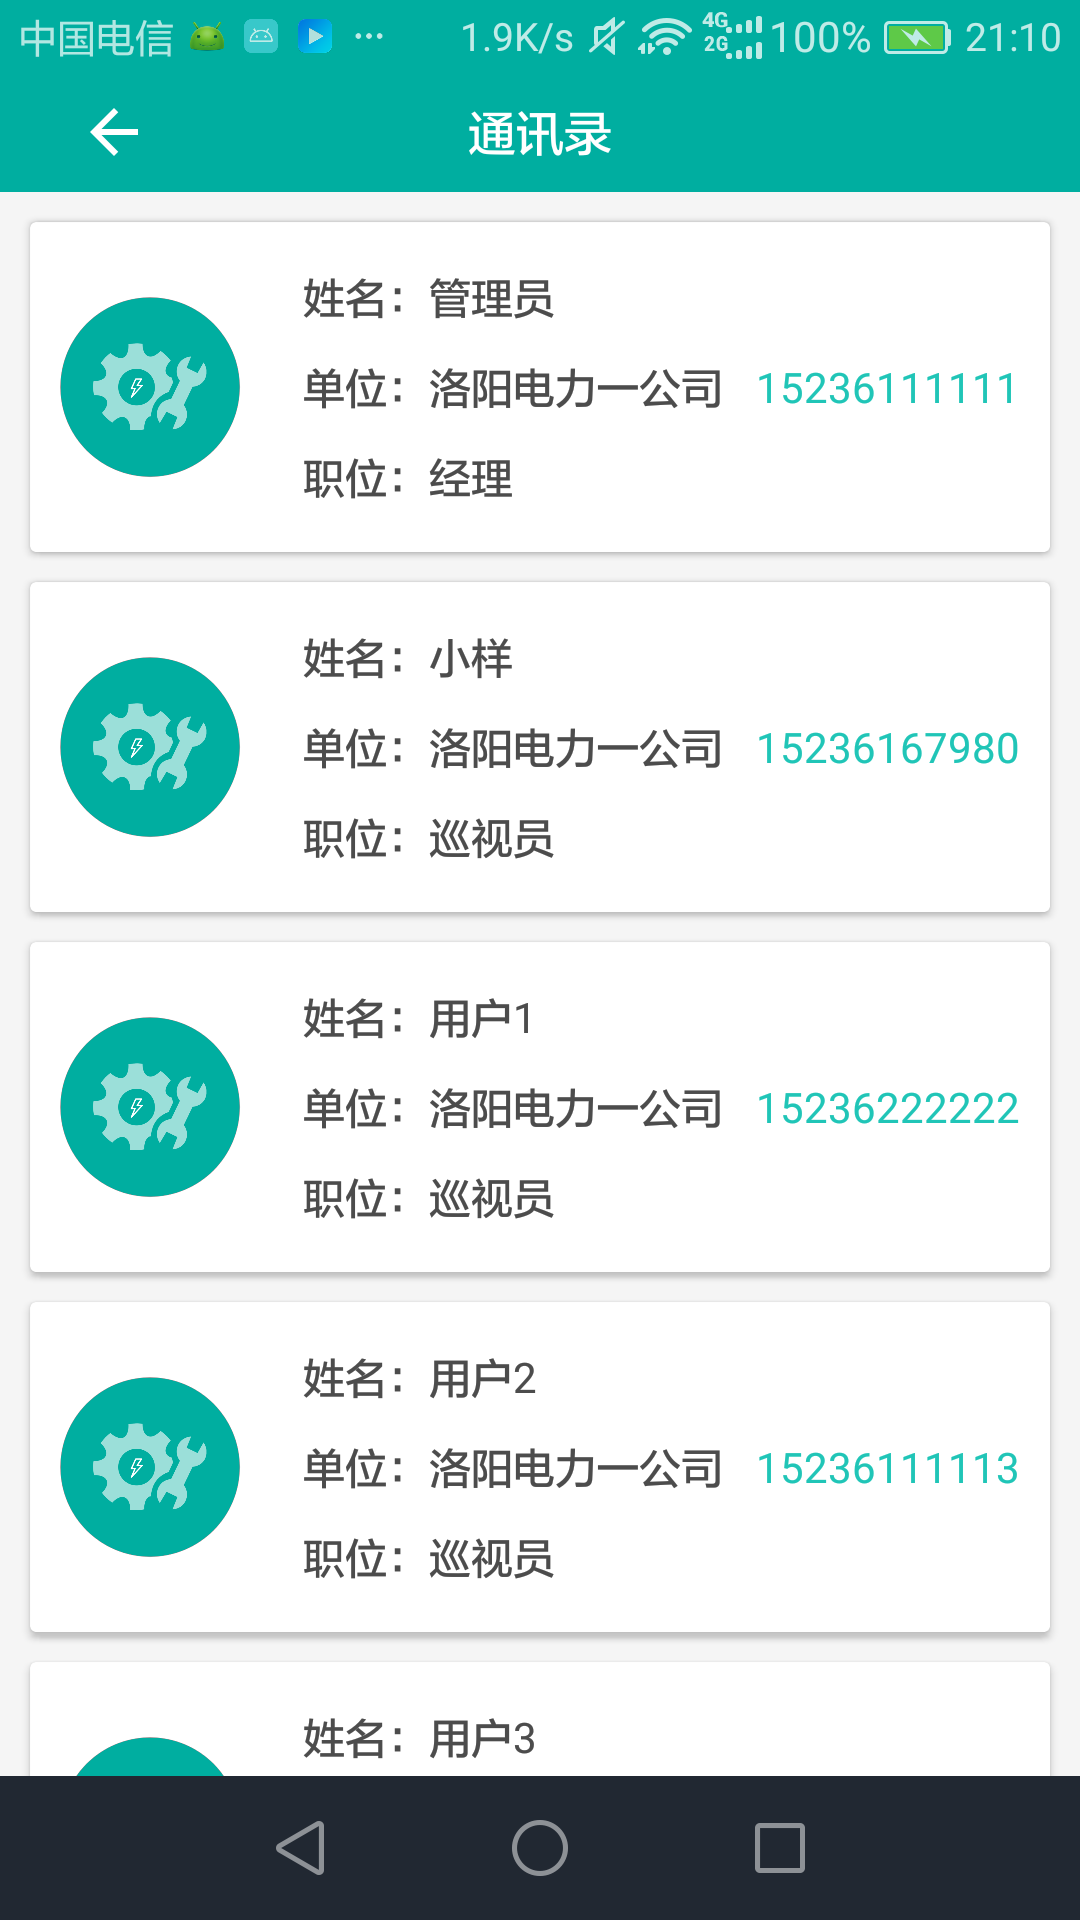 中国电信 1.9K/s 4G 2G 100% 21:10
通讯录
姓名：管理员
单位：洛阳电力一公司 15236111111
职位：经理
姓名：小样
单位：洛阳电力一公司 15236167980
职位：巡视员
姓名：用户1
单位：洛阳电力一公司 15236222222
职位：巡视员
姓名：用户2
单位：洛阳电力一公司 15236111113
职位：巡视员
姓名：用户3